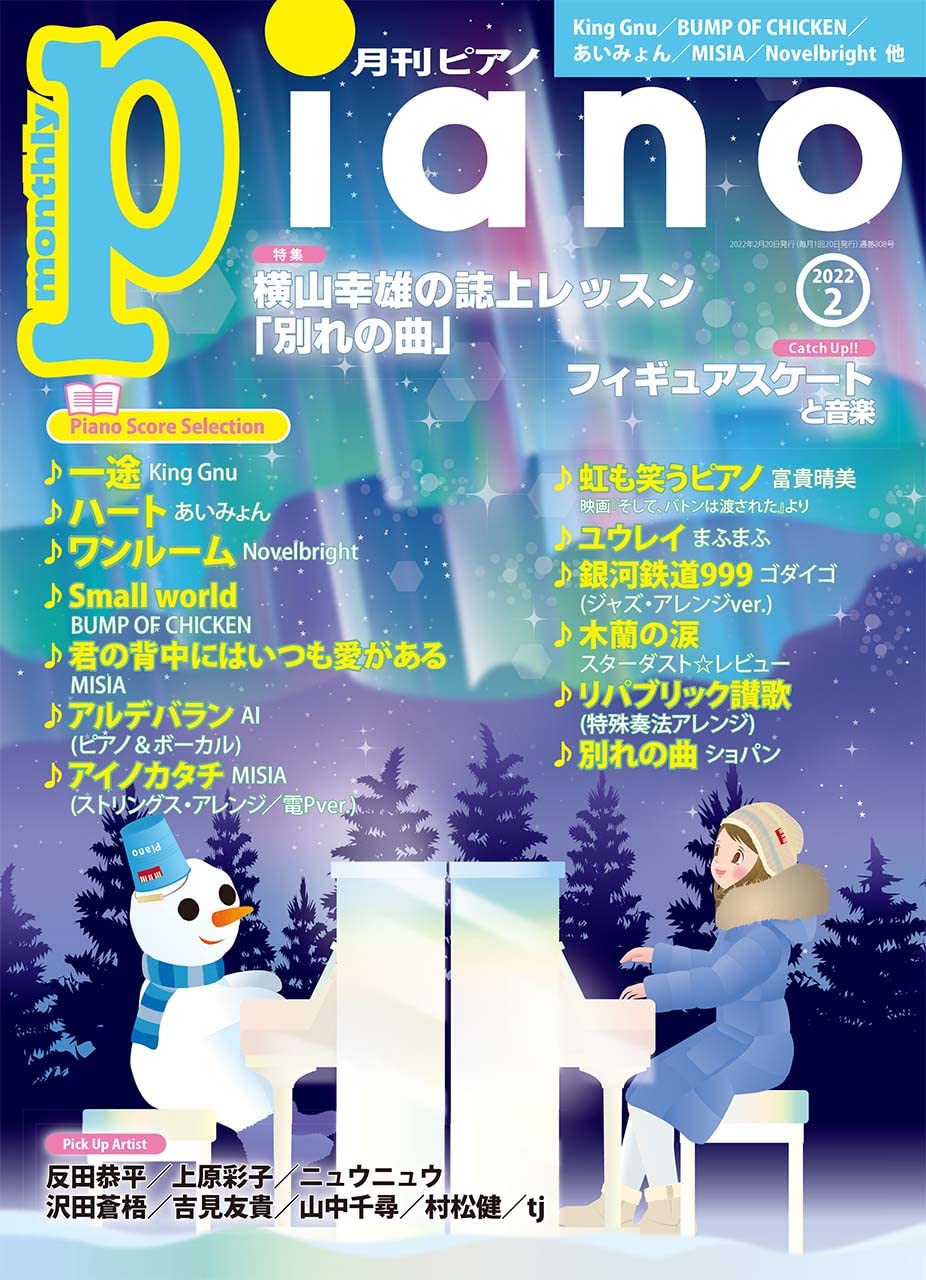 King Gnu／BUMP OF CHICKEN／
あいみょん／MISIA／Novelbright 他
月刊ピアノ
monthly
piano
2022年2月20日発行（毎月1回20日発行）通巻308号
特集
横山幸雄の誌上レッスン
「別れの曲」
2022
2
Catch Up!!
フィギュアスケート
と音楽
Piano Score Selection
♪一途 King Gnu
♪ハート あいみょん
♪ワンルーム Novelbright
♪Small world
BUMP OF CHICKEN
♪君の背中にはいつも愛がある
MISIA
♪アルデバラン AI
(ピアノ＆ボーカル)
♪アイノカタチ MISIA
(ストリングス・アレンジ／電Pver.)
♪虹も笑うピアノ 富貴晴美
映画『そして、バトンは渡された』より
♪ユウレイ まふまふ
♪銀河鉄道999 ゴダイゴ
(ジャズ・アレンジver.)
♪木蘭の涙
スターダスト☆レビュー
♪リパブリック讃歌
(特殊奏法アレンジ)
♪別れの曲 ショパン
Piano
Pick Up Artist
反田恭平／上原彩子／ニュウニュウ
沢田蒼梧／吉見友貴／山中千尋／村松健／tj